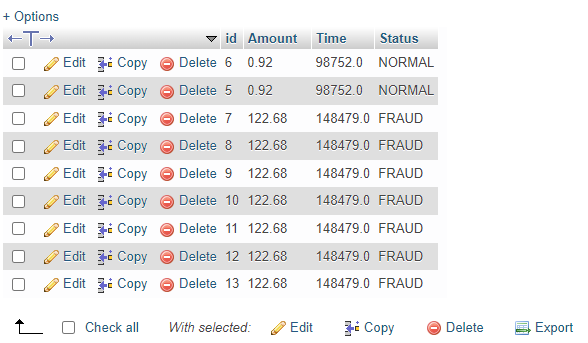 + Options
id Amount Time Status
Edit Copy Delete 6 0.92 98752.0 NORMAL
Edit Copy Delete 5 0.92 98752.0 NORMAL
Edit Copy Delete 7 122.68 148479.0 FRAUD
Edit Copy Delete 8 122.68 148479.0 FRAUD
Edit Copy Delete 9 122.68 148479.0 FRAUD
Edit Copy Delete 10 122.68 148479.0 FRAUD
Edit Copy Delete 11 122.68 148479.0 FRAUD
Edit Copy Delete 12 122.68 148479.0 FRAUD
Edit Copy Delete 13 122.68 148479.0 FRAUD
Check all With selected: Edit Copy Delete Export